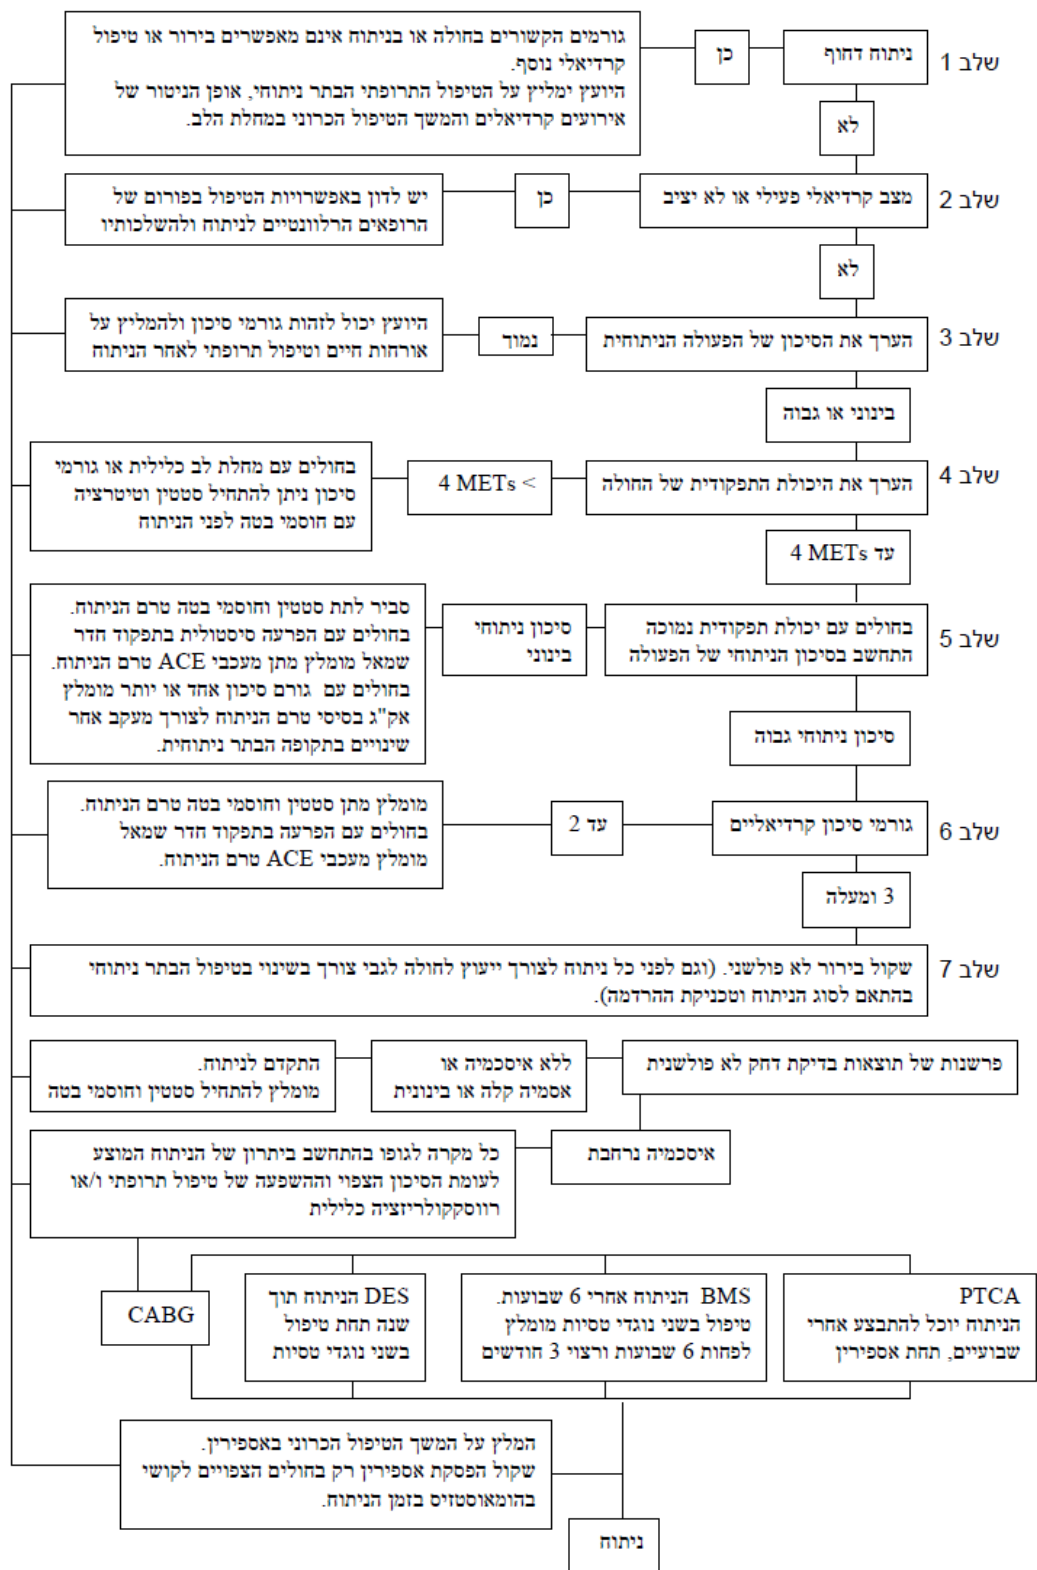 שלב 1
ניתוח דחוף
כן
גורמים הקשורים בחולה או בניתוח אינם מאפשרים בירור או טיפול
קרדיאלי נוסף.
היועץ ימליץ על הטיפול התרופתי הבתר ניתוחי, אופן הניטור של
אירועים קרדיאלים והמשך הטיפול הכרוני במחלת הלב.
לא
שלב 2
מצב קרדיאלי פעילי או לא יציב
כן
יש לדון באפשרויות הטיפול בפורום של
הרופאים הרלוונטיים לניתוח ולהשלכותיו
לא
שלב 3
הערך את הסיכון של הפעולה הניתוחית
נמוך
היועץ יכול לזהות גורמי סיכון ולהמליץ על
אורחות חיים וטיפול תרופתי לאחר הניתוח
בינוני או גבוה
שלב 4
הערך את היכולת התפקודית של החולה
4 METs <
בחולים עם מחלת לב כלילית או גורמי
סיכון ניתן להתחיל סטטין וטיטרציה
עם חוסמי בטה לפני הניתוח
עד 4 METs
שלב 5
בחולים עם יכולת תפקודית נמוכה
התחשב בסיכון הניתוחי של הפעולה
סיכון ניתוחי
בינוני
סביר לתת סטטין וחוסמי בטה טרם הניתוח.
בחולים עם הפרעה סיסטולית בתפקוד חדר
שמאל מומלץ מתן מעכבי ACE טרם הניתוח.
בחולים עם גורם סיכון אחד או יותר מומלץ
אק"ג בסיסי טרם הניתוח לצורך מעקב אחר
שינויים בתקופה הבתר ניתוחית.
סיכון ניתוחי גבוה
שלב 6
גורמי סיכון קרדיאליים
עד 2
מומלץ מתן סטטין וחוסמי בטה טרם הניתוח.
בחולים עם הפרעה בתפקוד חדר שמאל
מומלץ מעכבי ACE טרם הניתוח.
3 ומעלה
שלב 7
שקול בירור לא פולשני. (וגם לפני כל ניתוח לצורך ייעוץ לחולה לגבי צורך בשינוי בטיפול הבתר ניתוחי
בהתאם לסוג הניתוח וטכניקת ההרדמה).
פרשנות של תוצאות בדיקת דחק לא פולשנית
ללא איסכמיה או
אסמיה קלה או בינונית
התקדם לניתוח.
מומלץ להתחיל סטטין וחוסמי בטה
איסכמיה נרחבת
כל מקרה לגופו בהתחשב ביתרון של הניתוח המוצע
לעומת הסיכון הצפוי וההשפעה של טיפול תרופתי ו/או
רווסקקולריזציה כלילית
PTCA
הניתוח יוכל להתבצע אחרי
שבועיים, תחת אספירין
BMS הניתוח אחרי 6 שבועות.
טיפול בשני נוגדי טסיות מומלץ
לפחות 6 שבועות ורצוי 3 חודשים
DES הניתוח תוך
שנה תחת טיפול
בשני נוגדי טסיות
CABG
המלץ על המשך הטיפול הכרוני באספירין.
שקול הפסקת אספירין רק בחולים הצפויים לקושי
בהומאוסטזיס בזמן הניתוח.
ניתוח